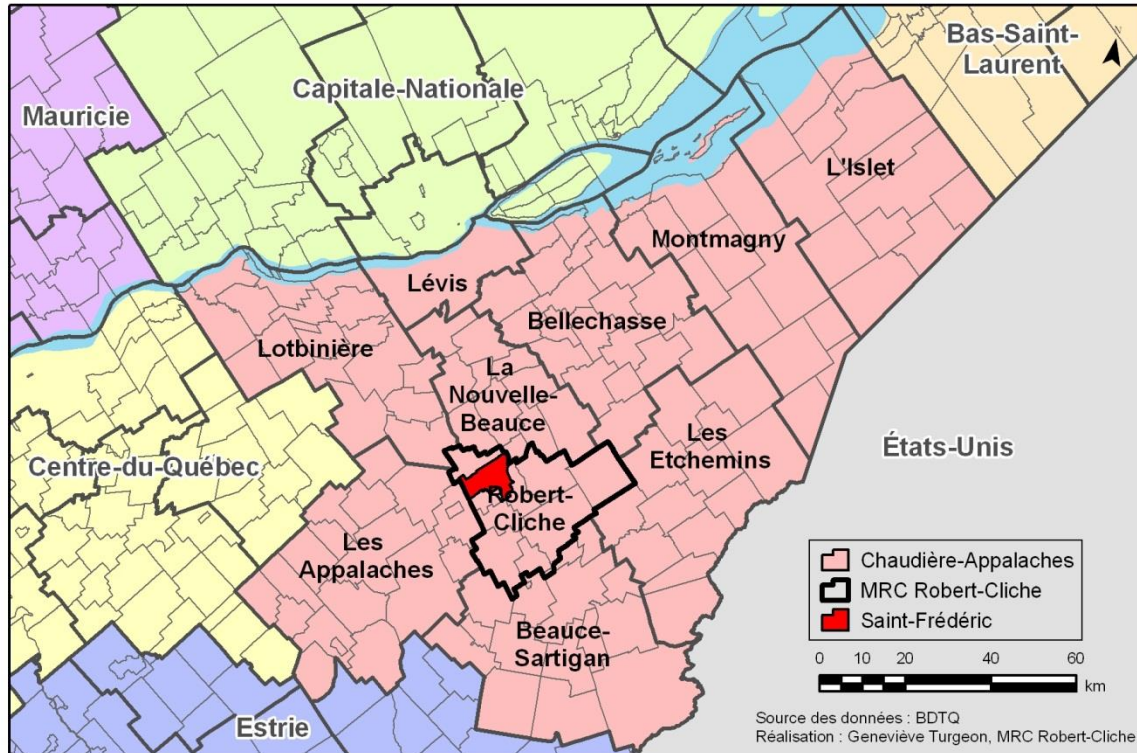 Bas-Saint-
Laurent
N
Capitale-Nationale
Mauricie
L'Islet
Montmagny
Lévis
Bellechasse
Lotbinière
La
Nouvelle-
Beauce
Les
Etchemins
États-Unis
Centre-du-Québec
Robert-
Cliche
Les
Appalaches
Beauce-
Sartigan
Estrie
Chaudière-Appalaches
MRC Robert-Cliche
Saint-Frédéric
0 10 20 40 60
km
Source des données : BDTQ
Réalisation : Geneviève Turgeon, MRC Robert-Cliche